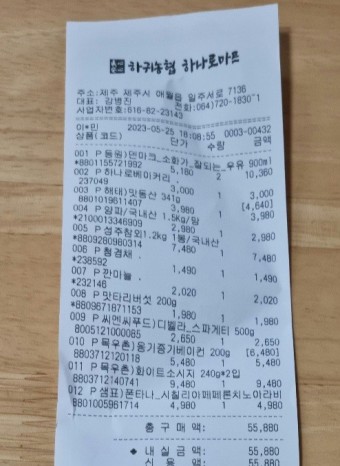 하귀농협 하나로마트
주소:제주 제주시 애월읍 일주서로 7136
대표: 강병진 전화:(064)720-1830~1
사업자번호:616-82-23143
이*민 2023-05-25 18:08:55 0003-00432
상품(코드) 단가 수량 금액
001 P 동원)덴마크_소화가_잘되는_우유 900ml
*8801155721992 5,180 2 10,360
002 P 하나로베이커리 .
237049 3,000 1 3,000
003 P 해태)맛동산 341g [4,640]
8801019611407 3,980 1 3,980
004 P 양파/국내산 1.5Kg/망
*2100013346909 2,980 1 2,980
005 P 성주참외1.2kg 1통/국내산
*8809280980314 7,480 1 7,480
006 P 청경채 .
*238592 1,490 1 1,490
007 P 깐마늘 .
*232146 2,020 1 2,020
008 P 맛타리버섯 200g
*8809671871153 1,980 1 1,980
009 P 씨엔씨푸드)디벨라_스파게티 500g
8005121000085 2,650 1 2,650
010 P 목우촌)옹기증기베이컨 200g [6,480]
8803712120118 5,480 1 5,480
011 P 목우촌)화이트소시지 240g*2입
8803712140741 9,480 1 9,480
012 P 샘표)폰타나_시칠리아페페론치노아라비
8801005961714 4,980 1 4,980
총 구 매 액: 55,880
◆ 내 실 금 액: 55,880
신 용 액: 55,880